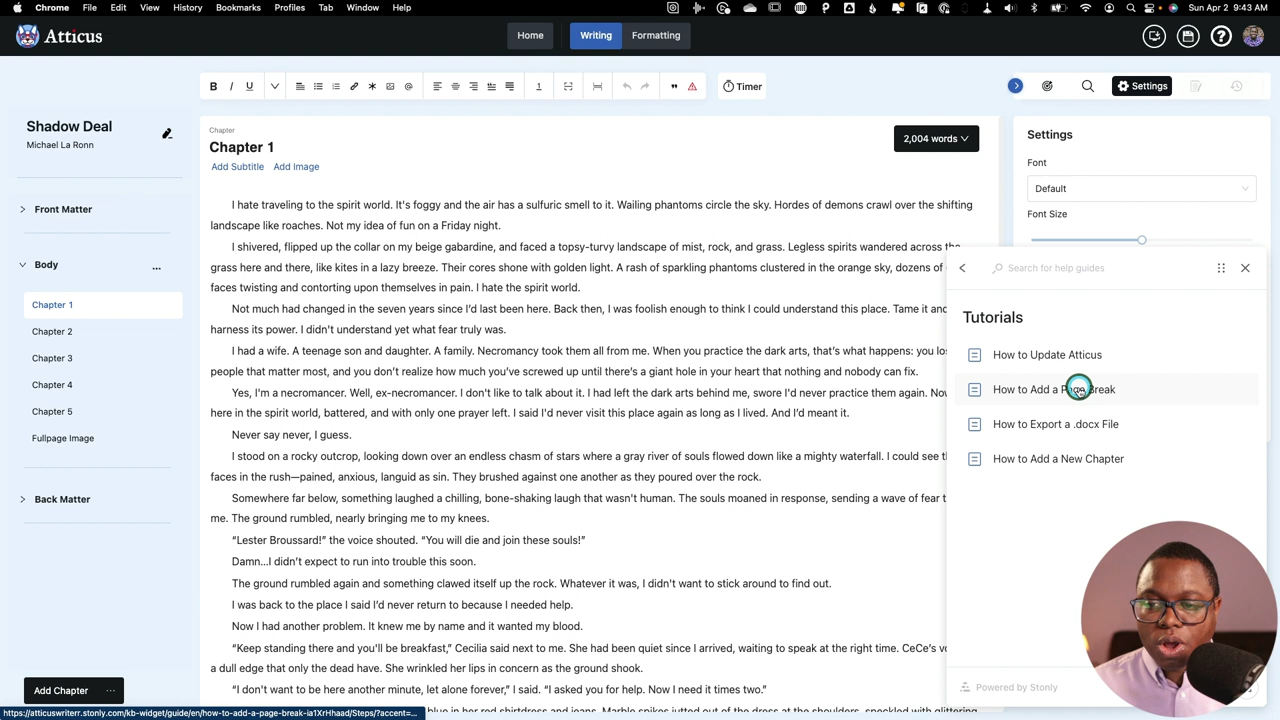 Chrome File Edit View History Bookmarks Profiles Tab Window Help
Sun Apr 2 9:43 AM
Atticus
Home
Writing
Formatting
B I U
1
Timer
Settings
Shadow Deal
Michael La Ronn
Front Matter
Body
...
Chapter 1
Chapter 2
Chapter 3
Chapter 4
Chapter 5
Fullpage Image
Back Matter
Add Chapter ...
Chapter
Chapter 1
Add Subtitle Add Image
2,004 words
I hate traveling to the spirit world. It's foggy and the air has a sulfuric smell to it. Wailing phantoms circle the sky. Hordes of demons crawl over the shifting
landscape like roaches. Not my idea of fun on a Friday night.
I shivered, flipped up the collar on my beige gabardine, and faced a topsy-turvy landscape of mist, rock, and grass. Legless spirits wandered across the
grass here and there, like kites in a lazy breeze. Their cores shone with golden light. A rash of sparkling phantoms clustered in the orange sky, dozens of
faces twisting and contorting upon themselves in pain. I hate the spirit world.
Not much had changed in the seven years since I'd last been here. Back then, I was foolish enough to think I could understand this place. Tame it and
harness its power. I didn't understand yet what fear truly was.
I had a wife. A teenage son and daughter. A family. Necromancy took them all from me. When you practice the dark arts, that's what happens: you los
people that matter most, and you don't realize how much you've screwed up until there's a giant hole in your heart that nothing and nobody can fix.
Yes, I'm a necromancer. Well, ex-necromancer. I don't like to talk about it. I had left the dark arts behind me, swore I'd never practice them again. Now
here in the spirit world, battered, and with only one prayer left. I said I'd never visit this place again as long as I lived. And I'd meant it.
Never say never, I guess.
I stood on a rocky outcrop, looking down over an endless chasm of stars where a gray river of souls flowed down like a mighty waterfall. I could see th
faces in the rush—pained, anxious, languid as sin. They brushed against one another as they poured over the rock.
Somewhere far below, something laughed a chilling, bone-shaking laugh that wasn't human. The souls moaned in response, sending a wave of fear t
me. The ground rumbled, nearly bringing me to my knees.
“Lester Broussard!” the voice shouted. “You will die and join these souls!”
Damn...I didn't expect to run into trouble this soon.
The ground rumbled again and something clawed itself up the rock. Whatever it was, I didn't want to stick around to find out.
I was back to the place I said I'd never return to because I needed help.
Now I had another problem. It knew me by name and it wanted my blood.
“Keep standing there and you'll be breakfast,” Cecilia said next to me. She had been quiet since I arrived, waiting to speak at the right time. CeCe's vo
a dull edge that only the dead have. She wrinkled her lips in concern as the ground shook.
“I don't want to be here another minute, let alone forever,” I said. “I asked you for help. Now I need it times two.”
Settings
Font
Default
Font Size
Search for help guides
Tutorials
How to Update Atticus
How to Add a Page Break
How to Export a .docx File
How to Add a New Chapter
Powered by Stonly
https://atticuswriterr.stonly.com/kb-widget/guide/en/how-to-add-a-page-break-ia1XrHhaad/Steps/?accent=...